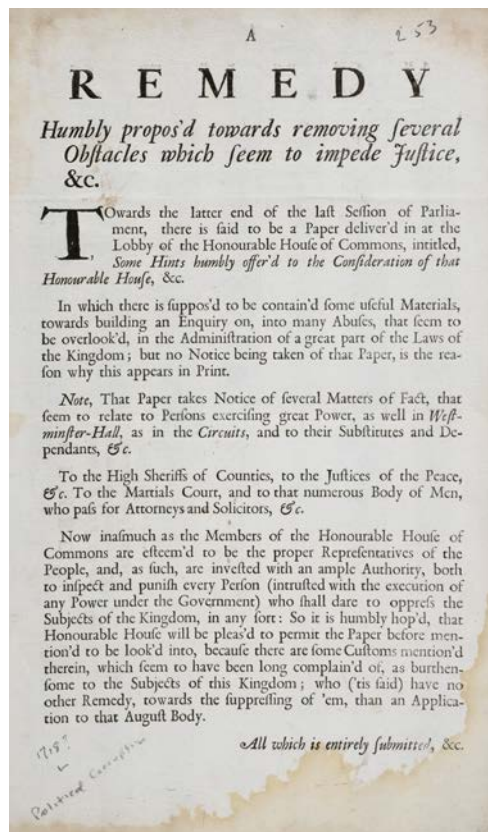 A
253
REMEDY
Humbly propos'd towards removing ſeveral
Obſtacles which ſeem to impede Juſtice,
&c.
TOwards the latter end of the laſt Seſſion of Parlia-
ment, there is ſaid to be a Paper deliver'd in at the
Lobby of the Honourable Houſe of Commons, intitled,
Some Hints humbly offer'd to the Conſideration of that
Honourable Houſe, &c.
In which there is ſuppos'd to be contain'd ſome uſeful Materials,
towards building an Enquiry on, into many Abuſes, that ſeem to
be overlook'd, in the Adminiſtration of a great part of the Laws of
the Kingdom; but no Notice being taken of that Paper, is the rea-
ſon why this appears in Print.
Note, That Paper takes Notice of ſeveral Matters of Fact, that
ſeem to relate to Perſons exerciſing great Power, as well in Weſt-
minſter-Hall, as in the Circuits, and to their Subſtitutes and De-
pendants, &c.
To the High Sheriffs of Counties, to the Juſtices of the Peace,
&c. To the Martials Court, and to that numerous Body of Men,
who paſs for Attorneys and Solicitors, &c.
Now inaſmuch as the Members of the Honourable Houſe of
Commons are eſteem'd to be the proper Repreſentatives of the
People, and, as ſuch, are inveſted with an ample Authority, both
to inſpect and puniſh every Perſon (intruſted with the execution of
any Power under the Government) who ſhall dare to oppreſs the
Subjects of the Kingdom, in any ſort: So it is humbly hop'd, that
Honourable Houſe will be pleas'd to permit the Paper before men-
tion'd to be look'd into, becauſe there are ſome Cuſtoms mention'd
therein, which ſeem to have been long complain'd of, as burthen-
ſome to the Subjects of this Kingdom; who ('tis ſaid) have no
other Remedy, towards the ſuppreſſing of 'em, than an Applica-
tion to that Auguſt Body.
All which is entirely ſubmitted, &c.
1718?
Political Corruption